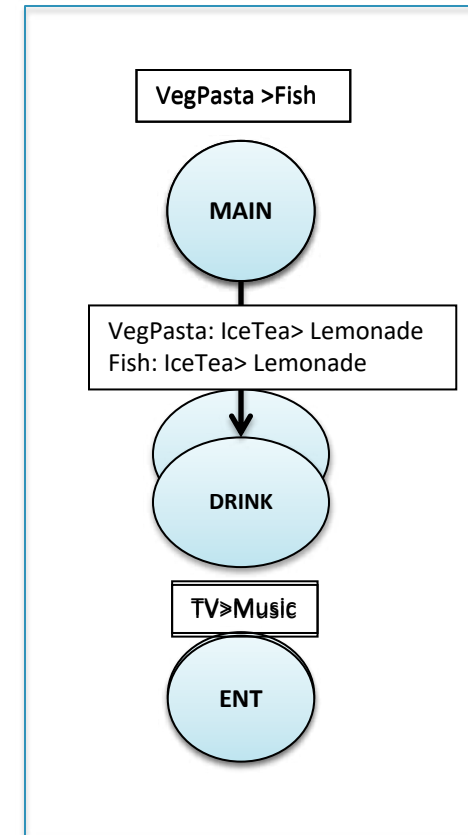 VegPasta >Fish
MAIN
VegPasta: IceTea> Lemonade
Fish: IceTea> Lemonade
DRINK
TV>Music
ENT